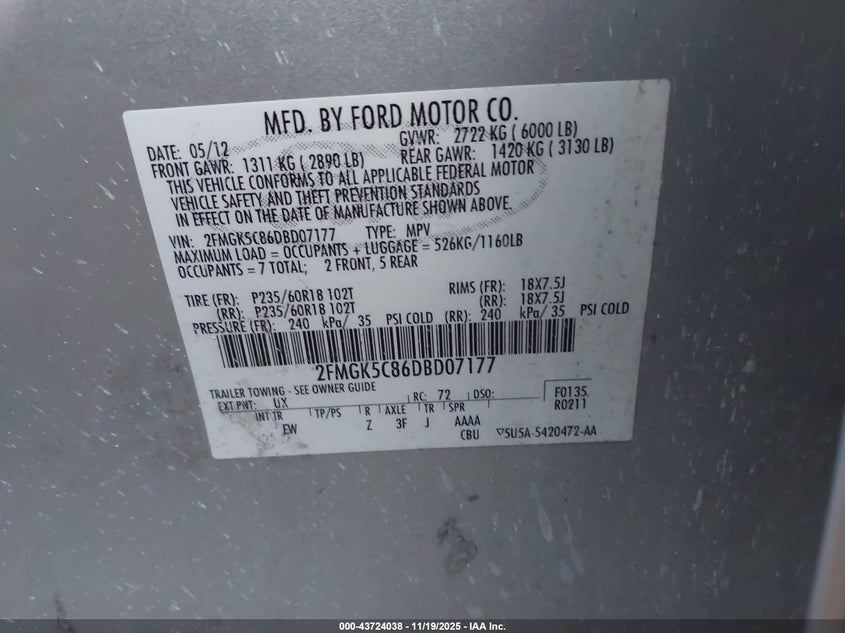 MFD. BY FORD MOTOR CO.
DATE: 05/12 GVWR: 2722 KG ( 6000 LB)
FRONT GAWR: 1311 KG ( 2890 LB) REAR GAWR: 1420 KG ( 3130 LB)
THIS VEHICLE CONFORMS TO ALL APPLICABLE FEDERAL MOTOR
VEHICLE SAFETY AND THEFT PREVENTION STANDARDS
IN EFFECT ON THE DATE OF MANUFACTURE SHOWN ABOVE.
VIN: 2FMGK5C86DBD07177 TYPE: MPV
MAXIMUM LOAD = OCCUPANTS + LUGGAGE = 526KG/1160LB
OCCUPANTS = 7 TOTAL; 2 FRONT, 5 REAR
TIRE (FR): P235/60R18 102T RIMS (FR): 18X7.5J
(RR): P235/60R18 102T (RR): 18X7.5J
PRESSURE (FR): 240 kPa/ 35 PSI COLD (RR): 240 kPa/ 35 PSI COLD
2FMGK5C86DBD07177
TRAILER TOWING - SEE OWNER GUIDE
EXT PNT: UX RC: 72 DSO: F0135
R0211
INT TR TP/PS R AXLE TR SPR
EW Z 3F J AAAA
CBU 5U5A-5420472-AA
000-43724038 - 11/19/2025 - IAA Inc.